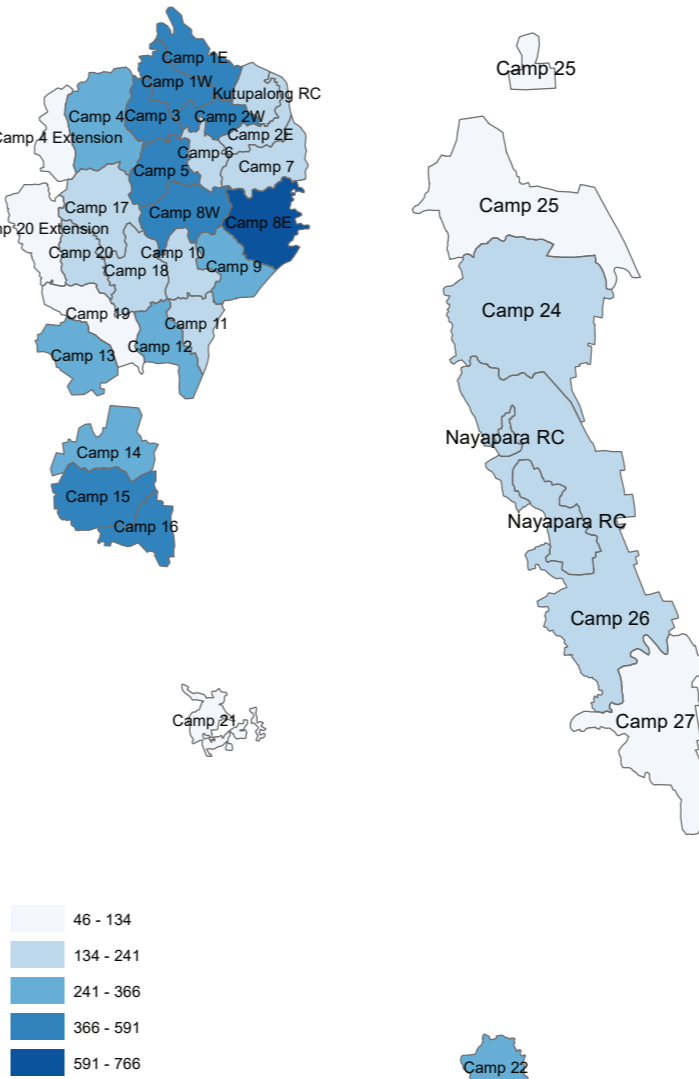 Camp 1E
Camp 1W
Kutupalong RC
Camp 4
Camp 3
Camp 2W
Camp 4 Extension
Camp 2E
Camp 6
Camp 5
Camp 7
Camp 17
Camp 8W
Camp 8E
mp 20 Extension
Camp 20
Camp 10
Camp 18
Camp 9
Camp 19
Camp 11
Camp 12
Camp 13
Camp 14
Camp 15
Camp 16
Camp 21
Camp 25
Camp 25
Camp 24
Nayapara RC
Nayapara RC
Camp 26
Camp 27
46 - 134
134 - 241
241 - 366
366 - 591
591 - 766
Camp 22